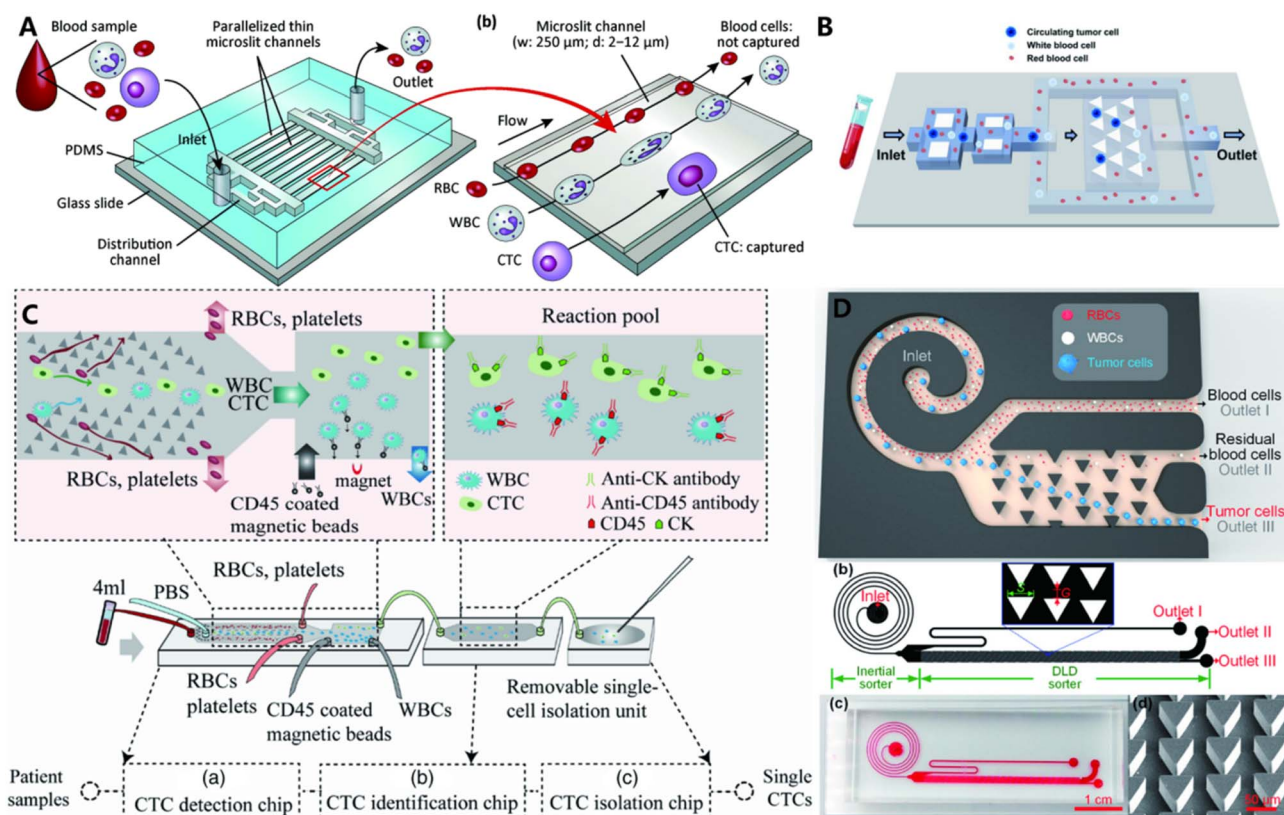 A
Blood sample
Parallelized thin
microslit channels
Outlet
Inlet
PDMS
Glass slide
Distribution
channel
(b)
Microslit channel
(w: 250 μm; d: 2–12 μm)
Blood cells:
not captured
Flow
RBC
WBC
CTC
CTC: captured
B
Circulating tumor cell
White blood cell
Red blood cell
Inlet
Outlet
C
RBCs, platelets
WBC
CTC
RBCs, platelets
CD45 coated
magnetic beads
magnet
WBCs
Reaction pool
WBC
CTC
Anti-CK antibody
Anti-CD45 antibody
CD45
CK
4ml
PBS
RBCs, platelets
RBCs
platelets
CD45 coated
magnetic beads
WBCs
Removable single-
cell isolation unit
Patient
samples
(a)
CTC detection chip
(b)
CTC identification chip
(c)
CTC isolation chip
Single
CTCs
D
RBCs
WBCs
Tumor cells
Inlet
Blood cells
Outlet I
Residual
blood cells
Outlet II
Tumor cells
Outlet III
(b)
Inlet
S
G
Outlet I
Outlet II
Outlet III
Inertial
sorter
DLD
sorter
(c)
1 cm
(d)
50 μm